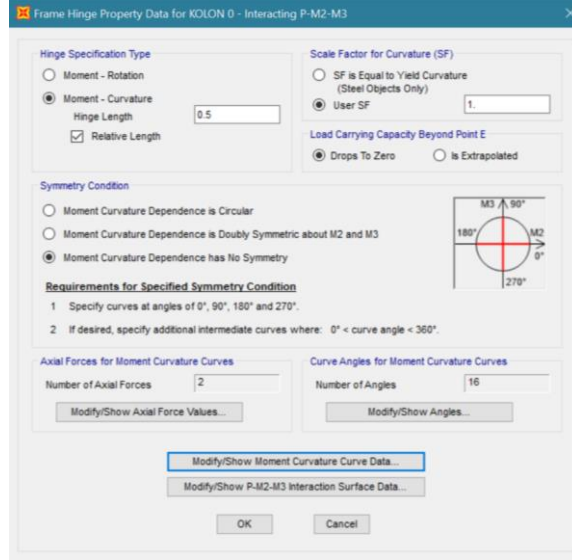 Frame Hinge Property Data for KOLON 0 - Interacting P-M2-M3
Hinge Specification Type
Moment - Rotation
Moment - Curvature
Hinge Length
0.5
Relative Length
Scale Factor for Curvature (SF)
SF is Equal to Yield Curvature
(Steel Objects Only)
User SF
1.
Load Carrying Capacity Beyond Point E
Drops To Zero
Is Extrapolated
Symmetry Condition
Moment Curvature Dependence is Circular
Moment Curvature Dependence is Doubly Symmetric about M2 and M3
Moment Curvature Dependence has No Symmetry
Requirements for Specified Symmetry Condition
1 Specify curves at angles of 0°, 90°, 180° and 270°.
2 If desired, specify additional intermediate curves where: 0° < curve angle < 360°.
M3 90°
180° M2
0°
270°
Axial Forces for Moment Curvature Curves
Number of Axial Forces 2
Modify/Show Axial Force Values...
Curve Angles for Moment Curvature Curves
Number of Angles 16
Modify/Show Angles...
Modify/Show Moment Curvature Curve Data...
Modify/Show P-M2-M3 Interaction Surface Data...
OK Cancel